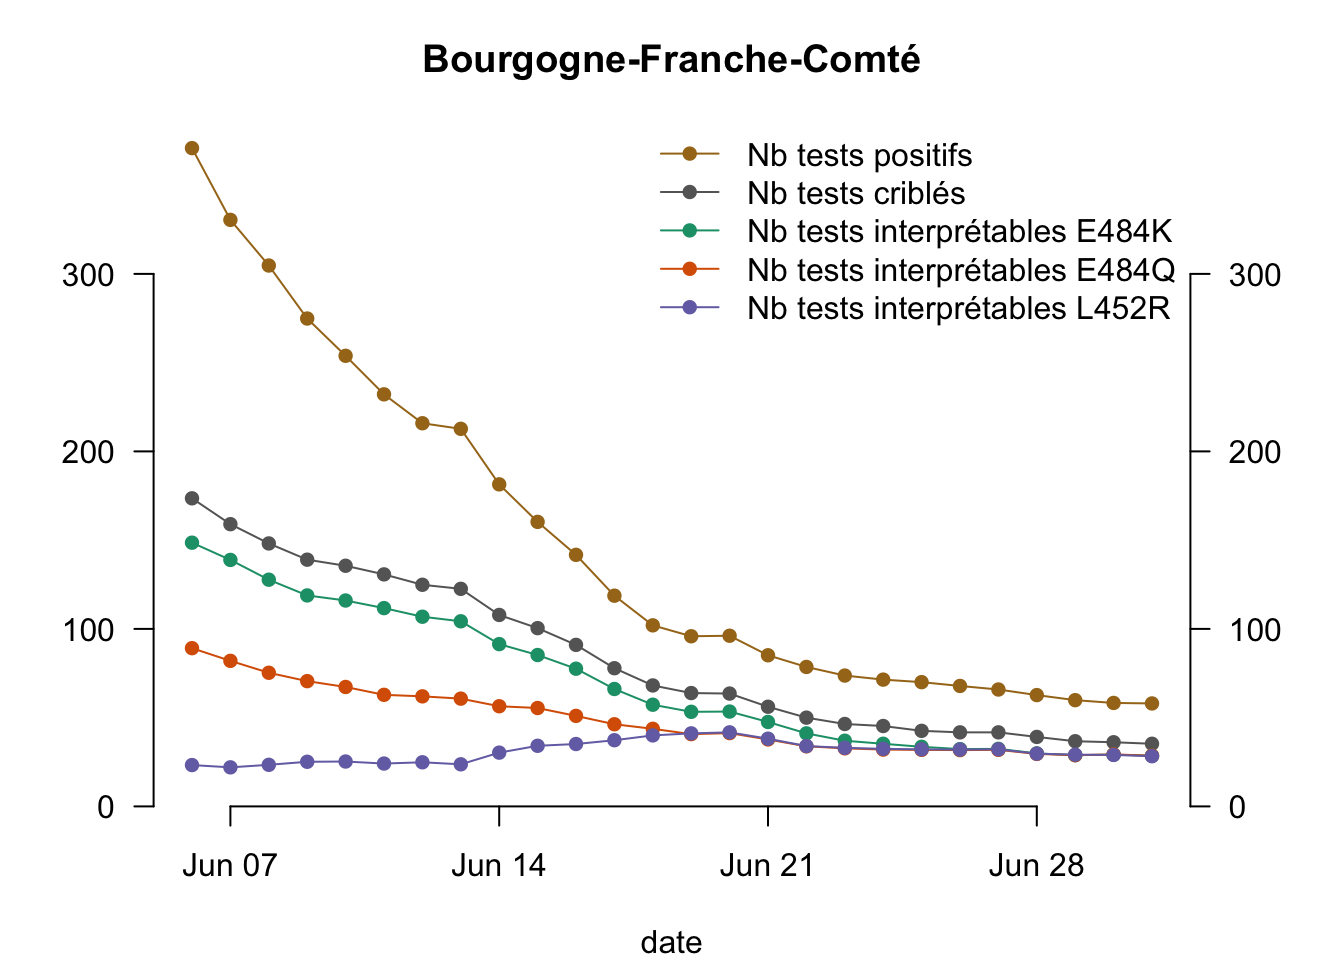 Bourgogne-Franche-Comté
Nb tests positifs
Nb tests criblés
Nb tests interprétables E484K
Nb tests interprétables E484Q
Nb tests interprétables L452R
300
200
100
0
300
200
100
0
Jun 07 Jun 14 Jun 21 Jun 28
date